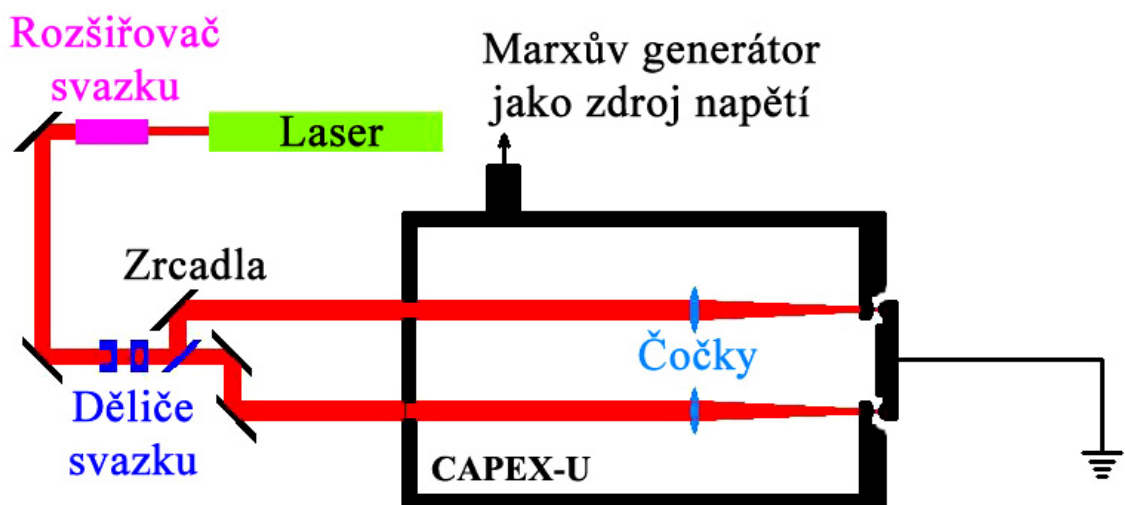 Rozšiřovač
svazku
Marxův generátor
jako zdroj napětí
Laser
Zrcadla
Čočky
Děliče
svazku
CAPEX-U